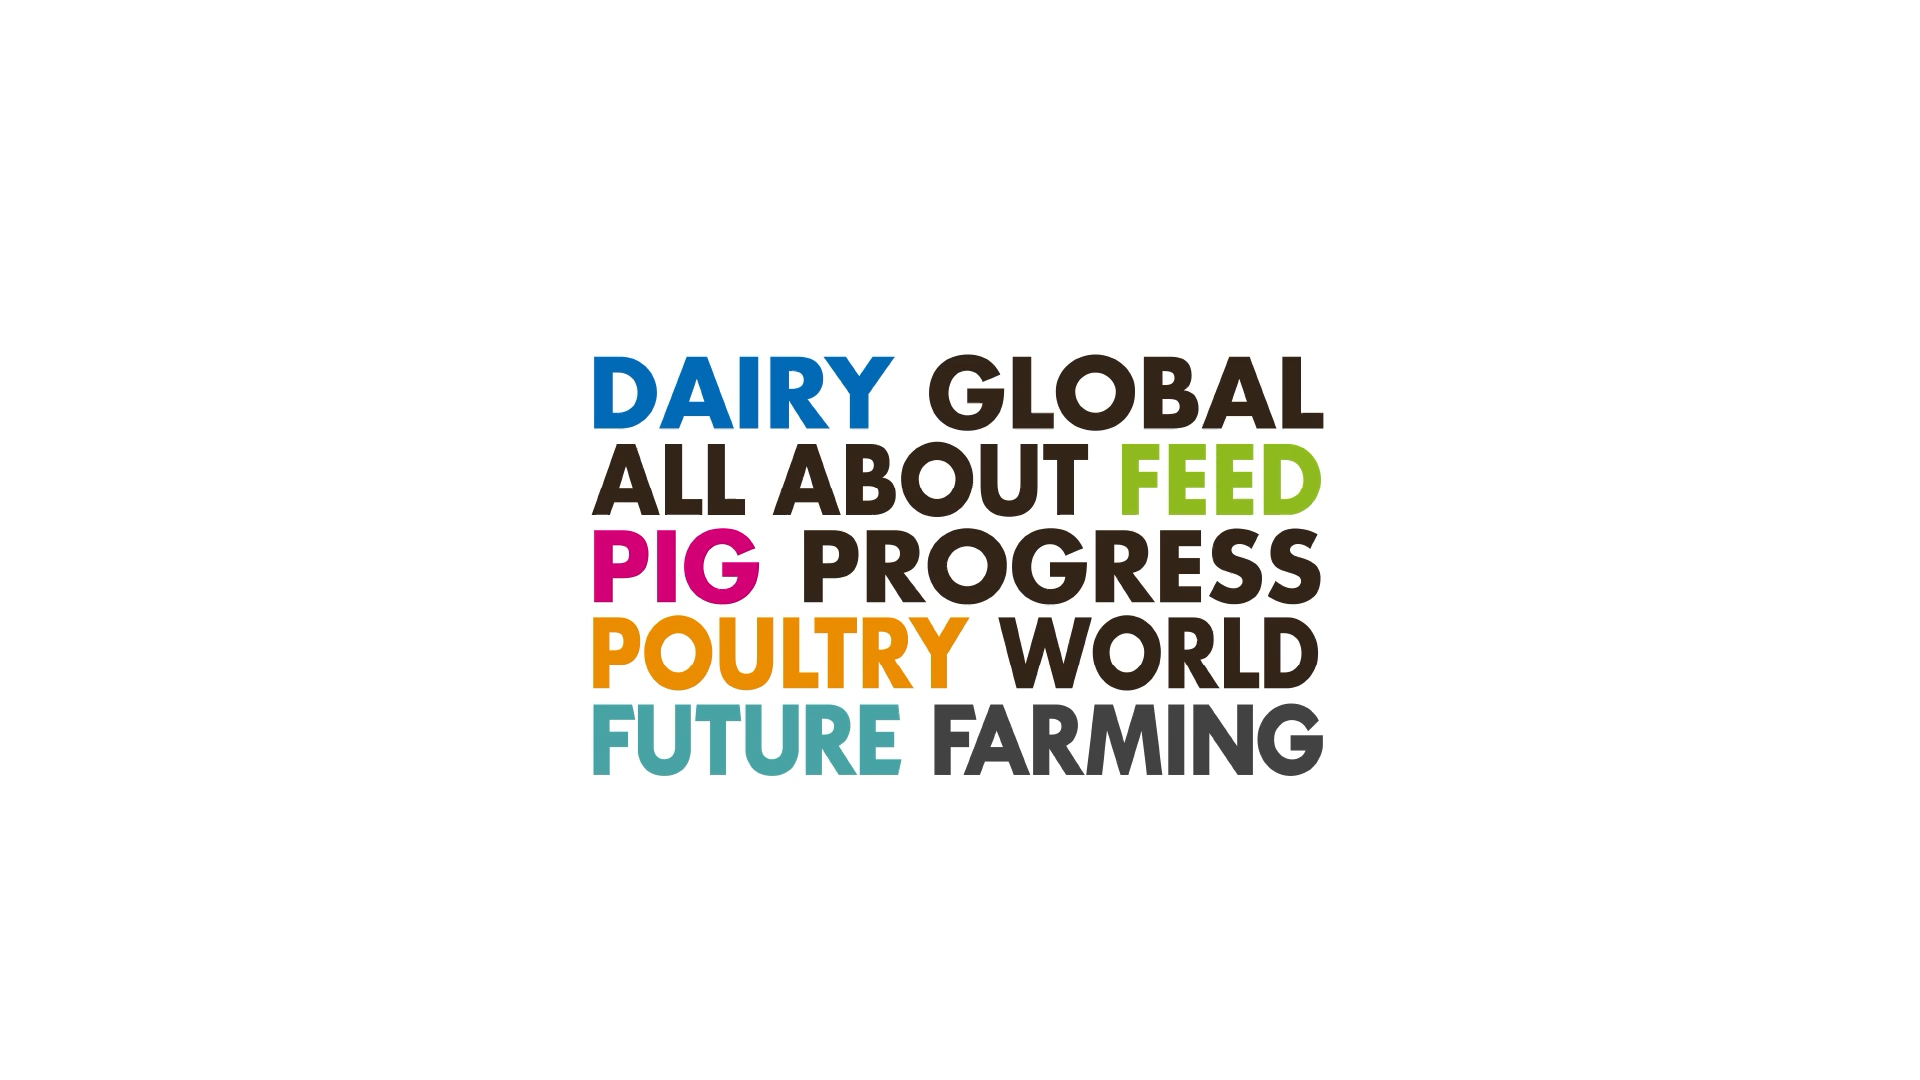 DAIRY GLOBAL
ALL ABOUT FEED
PIG PROGRESS
POULTRY WORLD
FUTURE FARMING